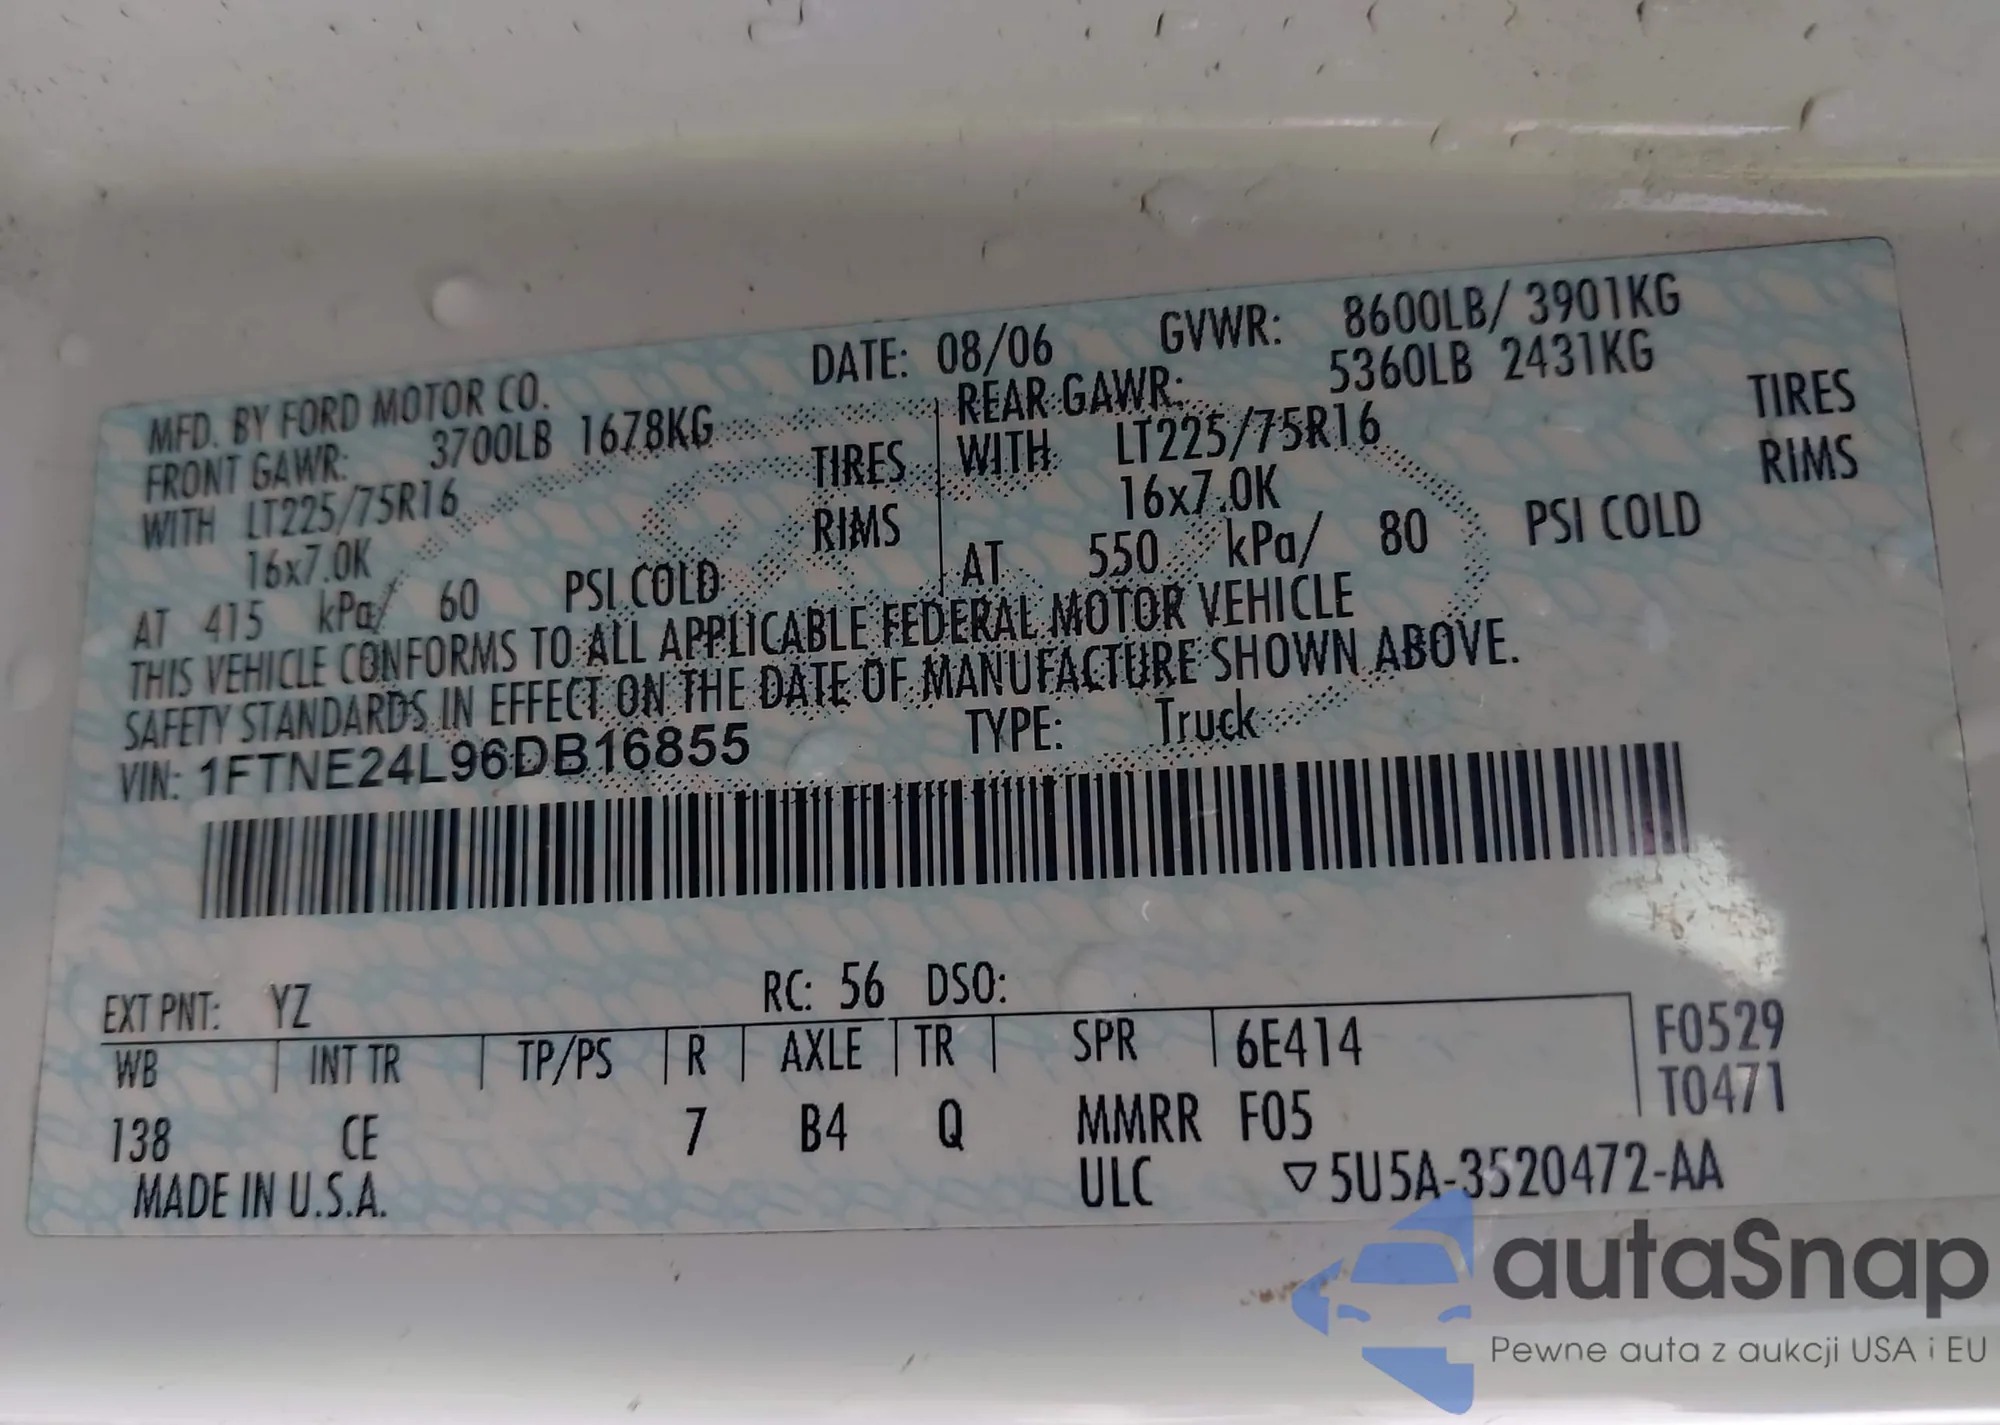 MFD. BY FORD MOTOR CO. DATE: 08/06 GVWR: 8600LB/ 3901KG
FRONT GAWR: 3700LB 1678KG REAR GAWR: 5360LB 2431KG
WITH LT225/75R16 TIRES WITH LT225/75R16 TIRES
16x7.0K RIMS 16x7.0K RIMS
AT 415 kPa/ 60 PSI COLD AT 550 kPa/ 80 PSI COLD
THIS VEHICLE CONFORMS TO ALL APPLICABLE FEDERAL MOTOR VEHICLE
SAFETY STANDARDS IN EFFECT ON THE DATE OF MANUFACTURE SHOWN ABOVE.
VIN: 1FTNE24L96DB16855 TYPE: Truck
EXT PNT: YZ RC: 56 DSO:
WB INT TR TP/PS R AXLE TR SPR 6E414 F0529
T0471
138 CE 7 B4 Q MMRR F05
MADE IN U.S.A. ULC ▽5U5A-3520472-AA
autaSnap
Pewne auta z aukcji USA i EU